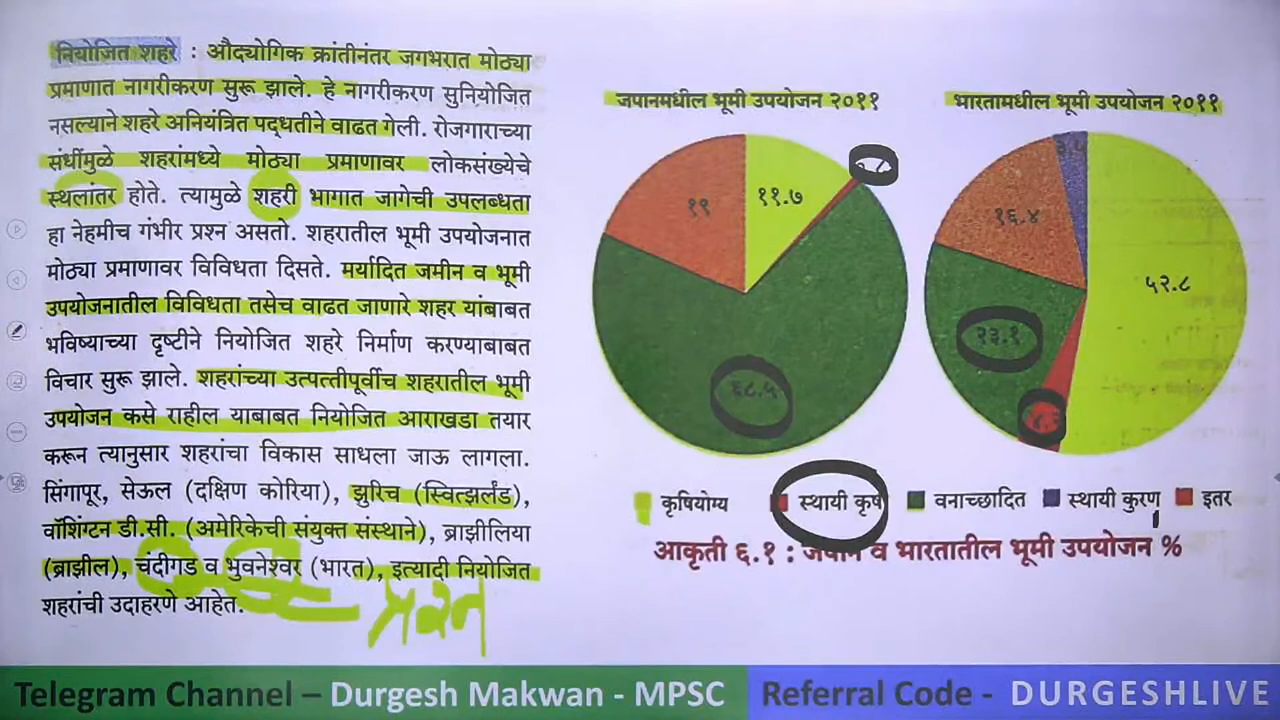 नियोजित शहरे : औद्योगिक क्रांतीनंतर जगभरात मोठ्या
प्रमाणात नागरीकरण सुरू झाले. हे नागरीकरण सुनियोजित
नसल्याने शहरे अनियंत्रित पद्धतीने वाढत गेली. रोजगाराच्या
संधींमुळे शहरांमध्ये मोठ्या प्रमाणावर लोकसंख्येचे
स्थलांतर होते. त्यामुळे शहरी भागात जागेची उपलब्धता
हा नेहमीच गंभीर प्रश्न असतो. शहरातील भूमी उपयोजनात
मोठ्या प्रमाणावर विविधता दिसते. मर्यादित जमीन व भूमी
उपयोजनातील विविधता तसेच वाढत जाणारे शहर यांबाबत
भविष्याच्या दृष्टीने नियोजित शहरे निर्माण करण्याबाबत
विचार सुरू झाले. शहरांच्या उत्पत्तीपूर्वीच शहरातील भूमी
उपयोजन कसे राहील याबाबत नियोजित आराखडा तयार
करून त्यानुसार शहरांचा विकास साधला जाऊ लागला.
सिंगापूर, सेऊल (दक्षिण कोरिया), झुरिच (स्वित्झर्लंड),
वॉशिंग्टन डी.सी. (अमेरिकेची संयुक्त संस्थाने), ब्राझीलिया
(ब्राझील), चंदीगड व भुवनेश्वर (भारत), इत्यादी नियोजित
शहरांची उदाहरणे आहेत.
प्रश्न
जपानमधील भूमी उपयोजन २०११
१९
११.७
६८.५
भारतामधील भूमी उपयोजन २०११
१६.४
५२.८
२३.१
कृषियोग्य स्थायी कृषी वनाच्छादित स्थायी कुरण इतर
आकृती ६.१ : जपान व भारतातील भूमी उपयोजन %
Telegram Channel – Durgesh Makwan - MPSC
Referral Code - DURGESHLIVE